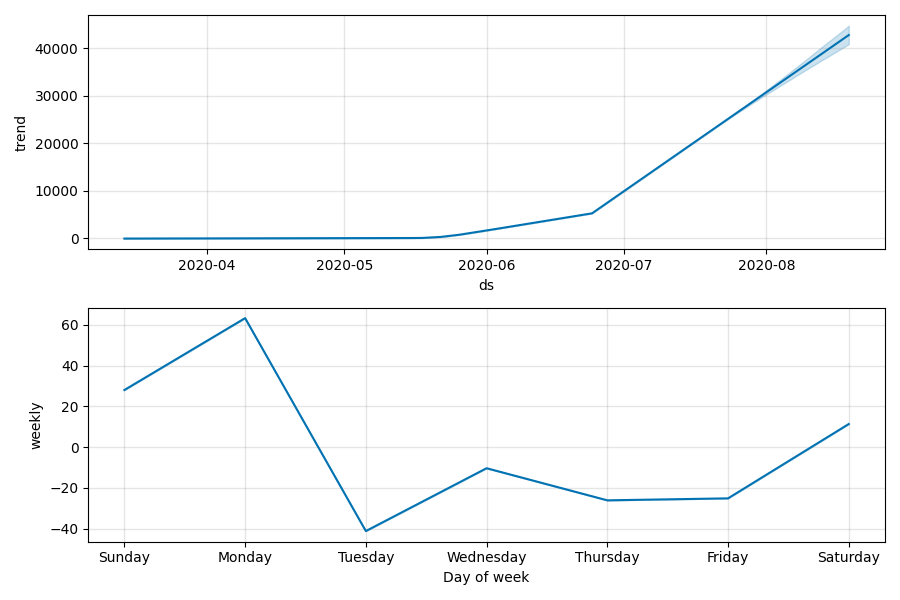 40000
30000
20000
10000
0
trend
2020-04 2020-05 2020-06 2020-07 2020-08
ds
60
40
20
0
−20
−40
weekly
Sunday Monday Tuesday Wednesday Thursday Friday Saturday
Day of week